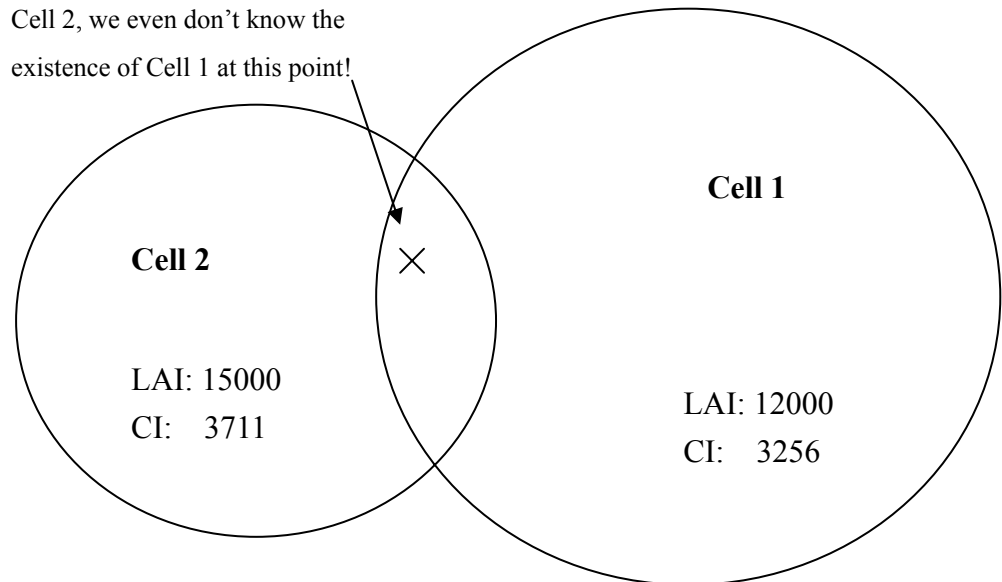 Cell 2, we even don’t know the
existence of Cell 1 at this point!
Cell 1
Cell 2
LAI: 15000
CI: 3711
LAI: 12000
CI: 3256